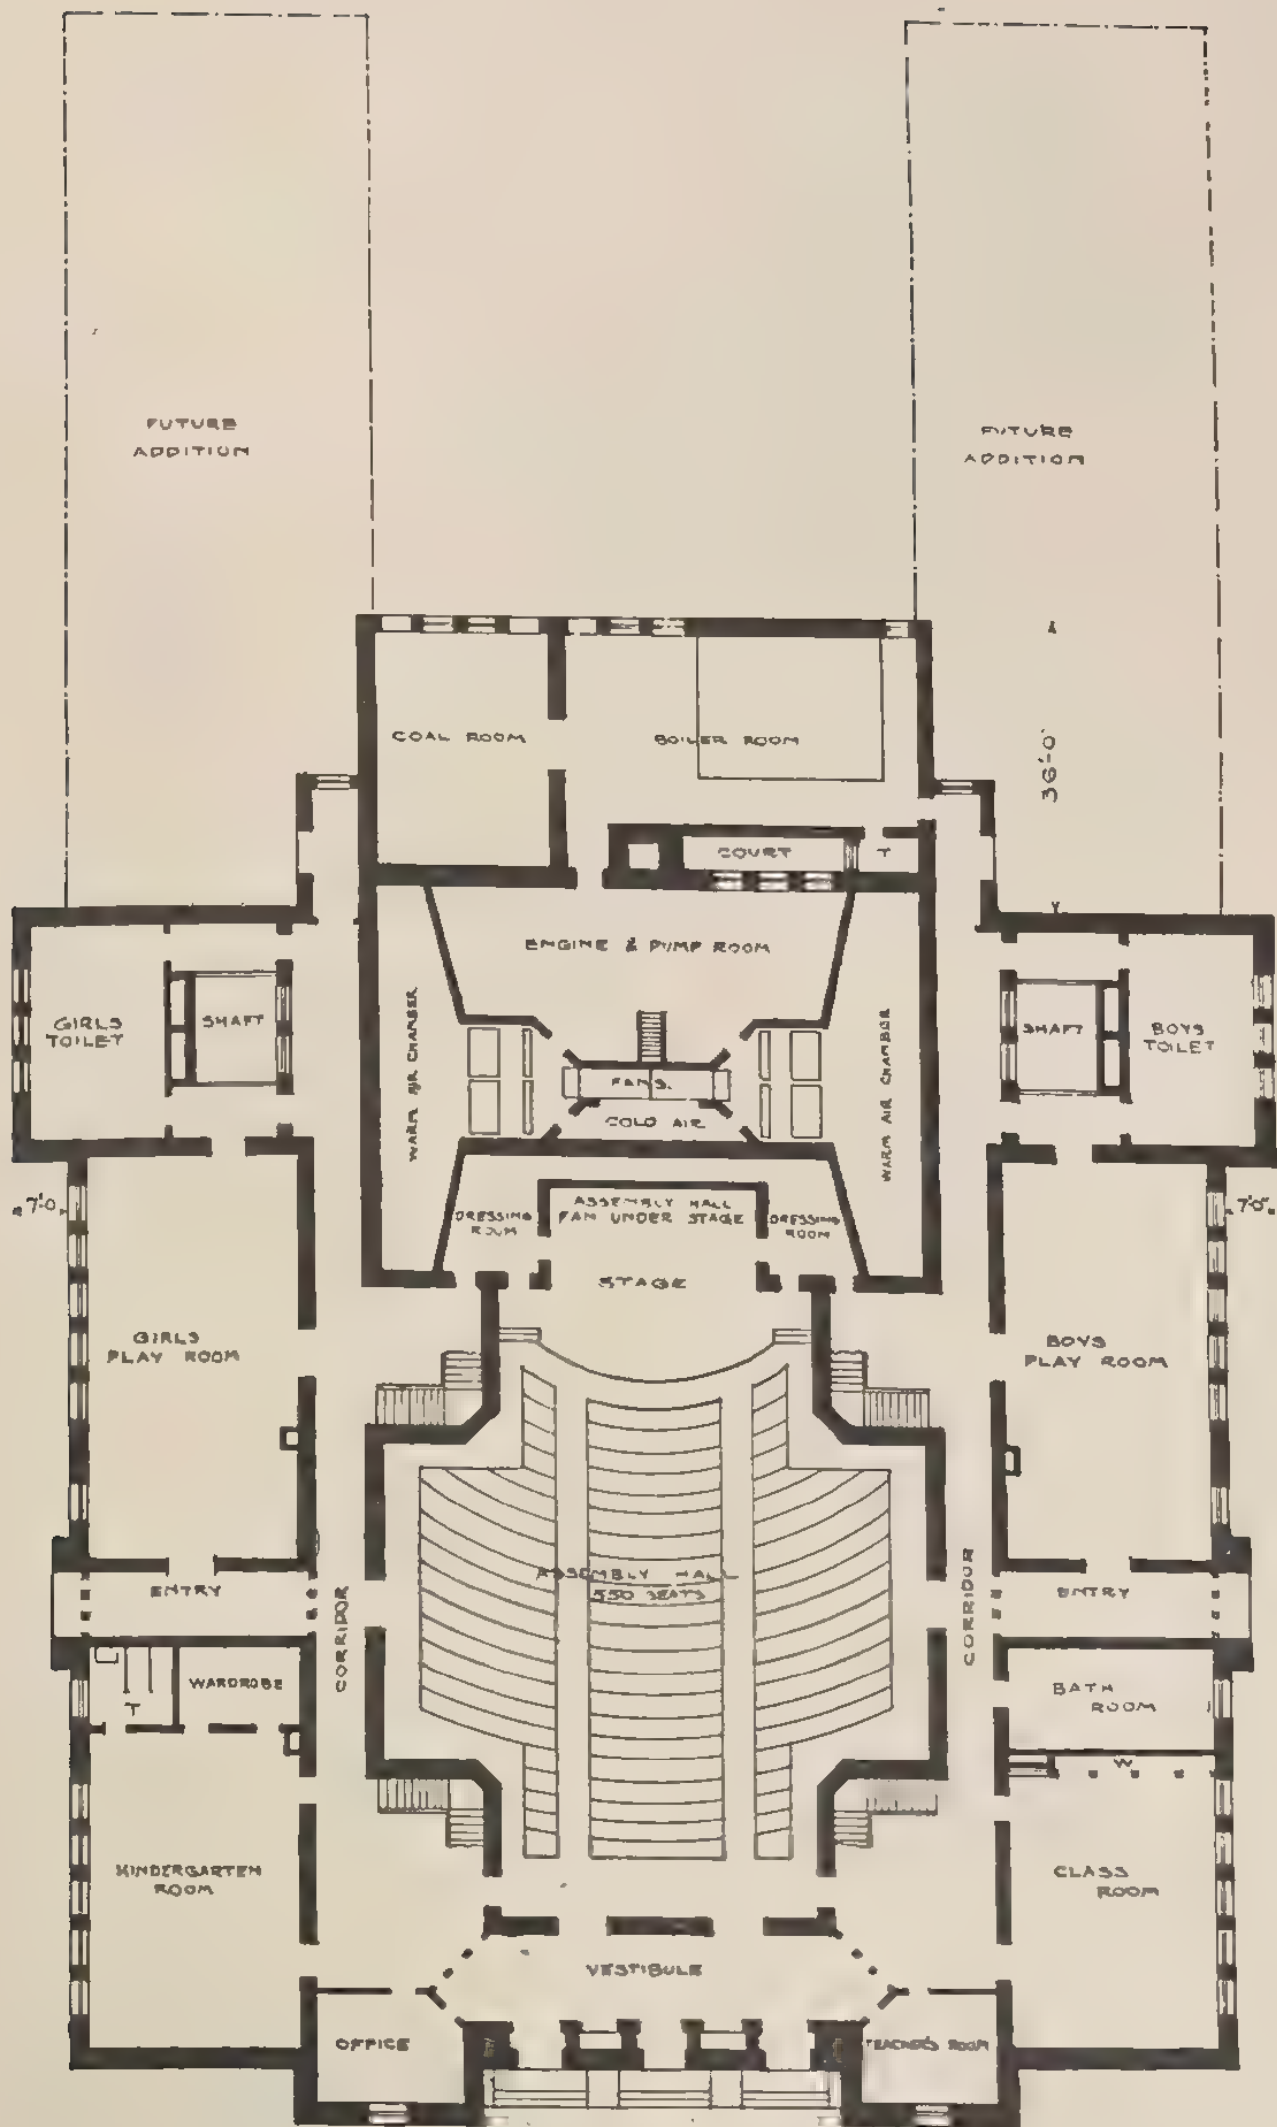 FUTURE
ADDITION
FUTURE
ADDITION
COAL ROOM
BOILER ROOM
36'-0"
COURT
T
ENGINE & PUMP ROOM
GIRLS
TOILET
SHAFT
WARM AIR CHAMBER
FANS.
COLD AIR
WARM AIR CHAMBER
SHAFT
BOYS
TOILET
7'-0"
DRESSING
ROOM
ASSEMBLY HALL
FAN UNDER STAGE
DRESSING
ROOM
7'-0"
STAGE
GIRLS
PLAY ROOM
BOYS
PLAY ROOM
ASSEMBLY HALL
550 SEATS
ENTRY
CORRIDOR
CORRIDOR
ENTRY
T
WARDROBE
BATH
ROOM
W
KINDERGARTEN
ROOM
CLASS
ROOM
VESTIBULE
OFFICE
TEACHER'S ROOM